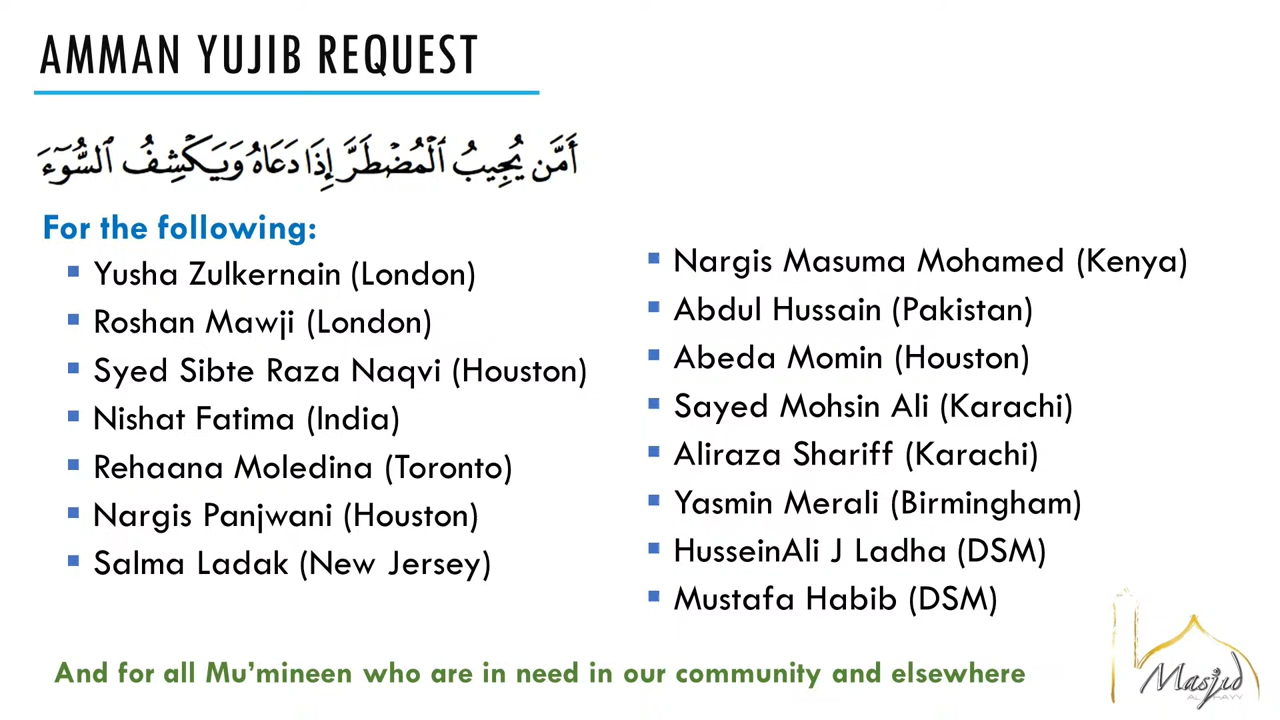 AMMAN YUJIB REQUEST
أَمَّن يُجِيبُ ٱلْمُضْطَرَّ إِذَا دَعَاهُ وَيَكْشِفُ ٱلسُّوٓءَ
For the following:
Yusha Zulkernain (London)
Roshan Mawji (London)
Syed Sibte Raza Naqvi (Houston)
Nishat Fatima (India)
Rehaana Moledina (Toronto)
Nargis Panjwani (Houston)
Salma Ladak (New Jersey)
Nargis Masuma Mohamed (Kenya)
Abdul Hussain (Pakistan)
Abeda Momin (Houston)
Sayed Mohsin Ali (Karachi)
Aliraza Shariff (Karachi)
Yasmin Merali (Birmingham)
HusseinAli J Ladha (DSM)
Mustafa Habib (DSM)
And for all Mu’mineen who are in need in our community and elsewhere
Masjid
AL HAYY